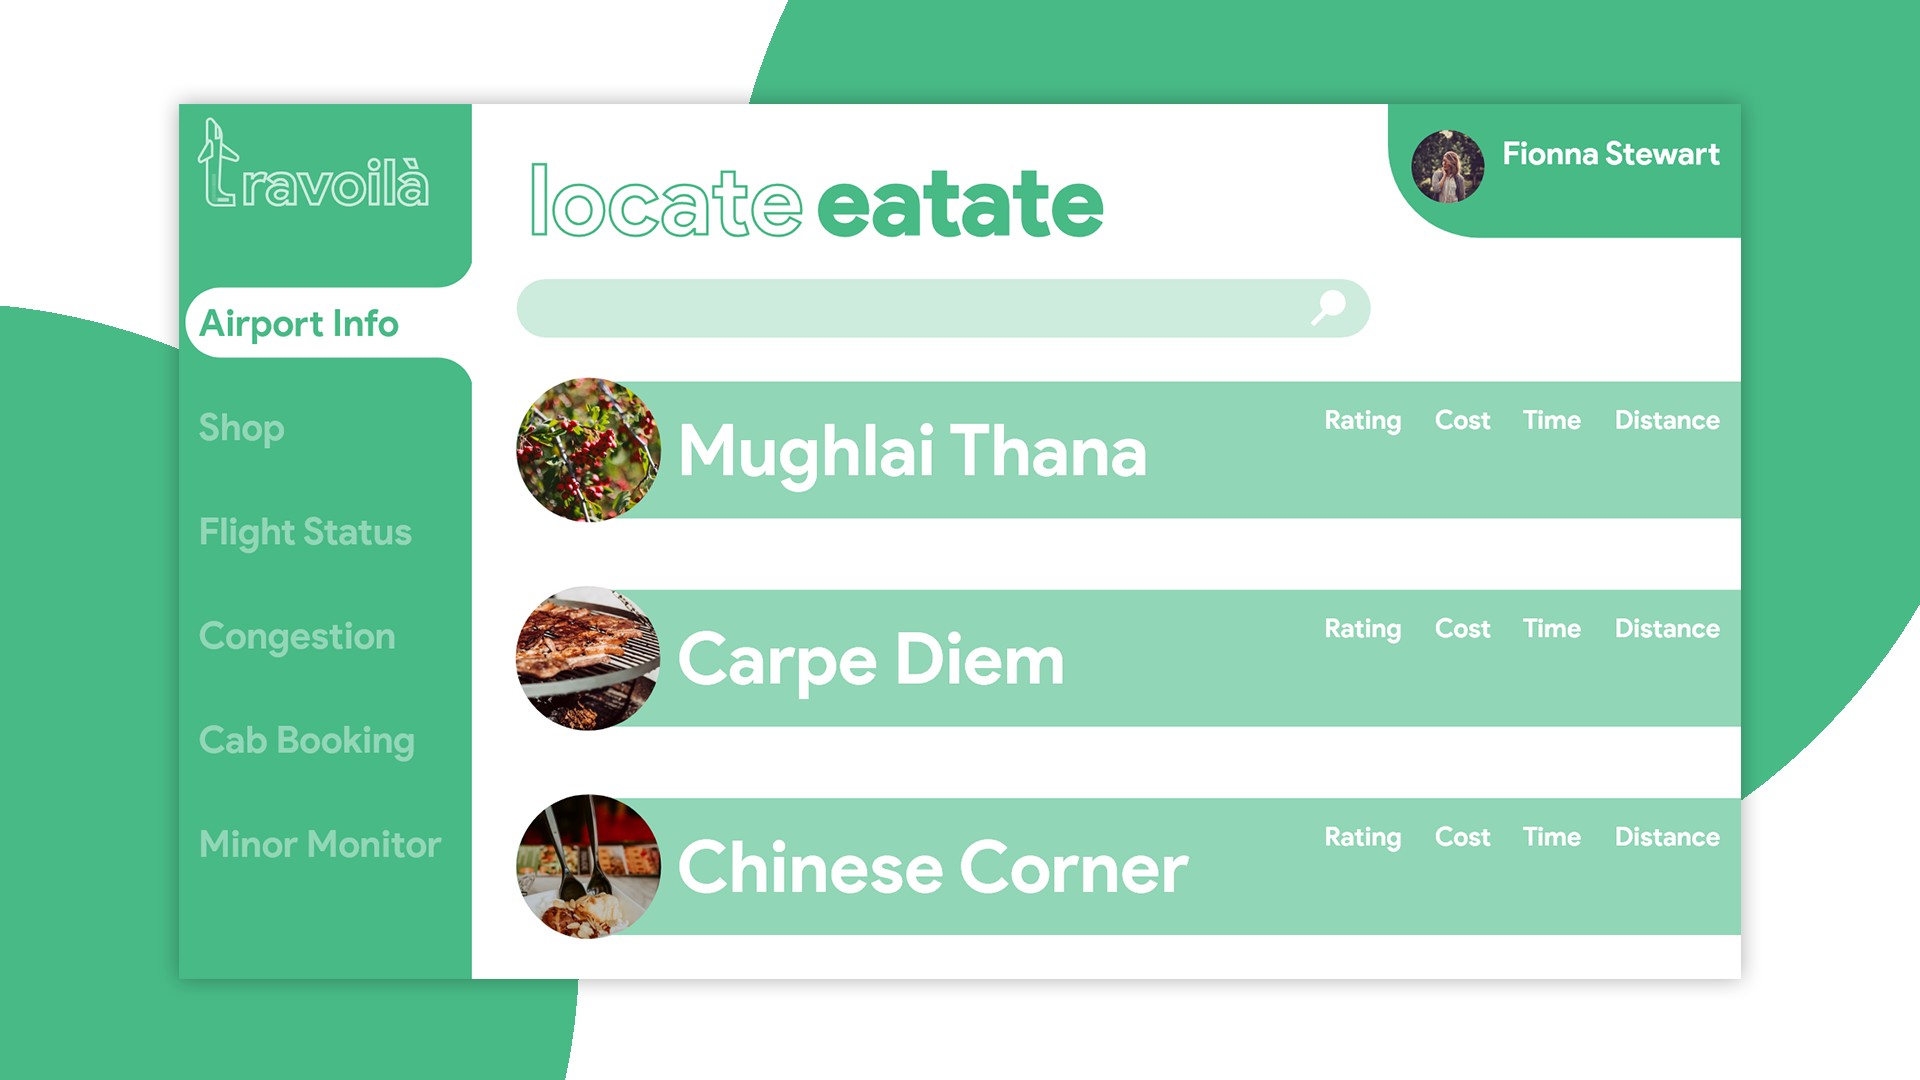 travoilà
Airport Info
Shop
Flight Status
Congestion
Cab Booking
Minor Monitor
locate eatate
Fionna Stewart
Mughlai Thana
Rating Cost Time Distance
Carpe Diem
Rating Cost Time Distance
Chinese Corner
Rating Cost Time Distance